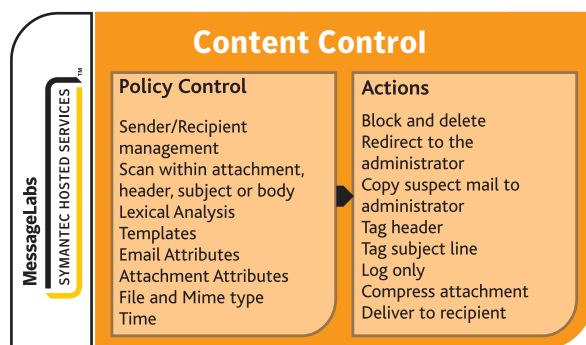 Content Control
Policy Control
Sender/Recipient
management
Scan within attachment,
header, subject or body
Lexical Analysis
Templates
Email Attributes
Attachment Attributes
File and Mime type
Time
Actions
Block and delete
Redirect to the
administrator
Copy suspect mail to
administrator
Tag header
Tag subject line
Log only
Compress attachment
Deliver to recipient
MessageLabs
SYMANTEC HOSTED SERVICES™